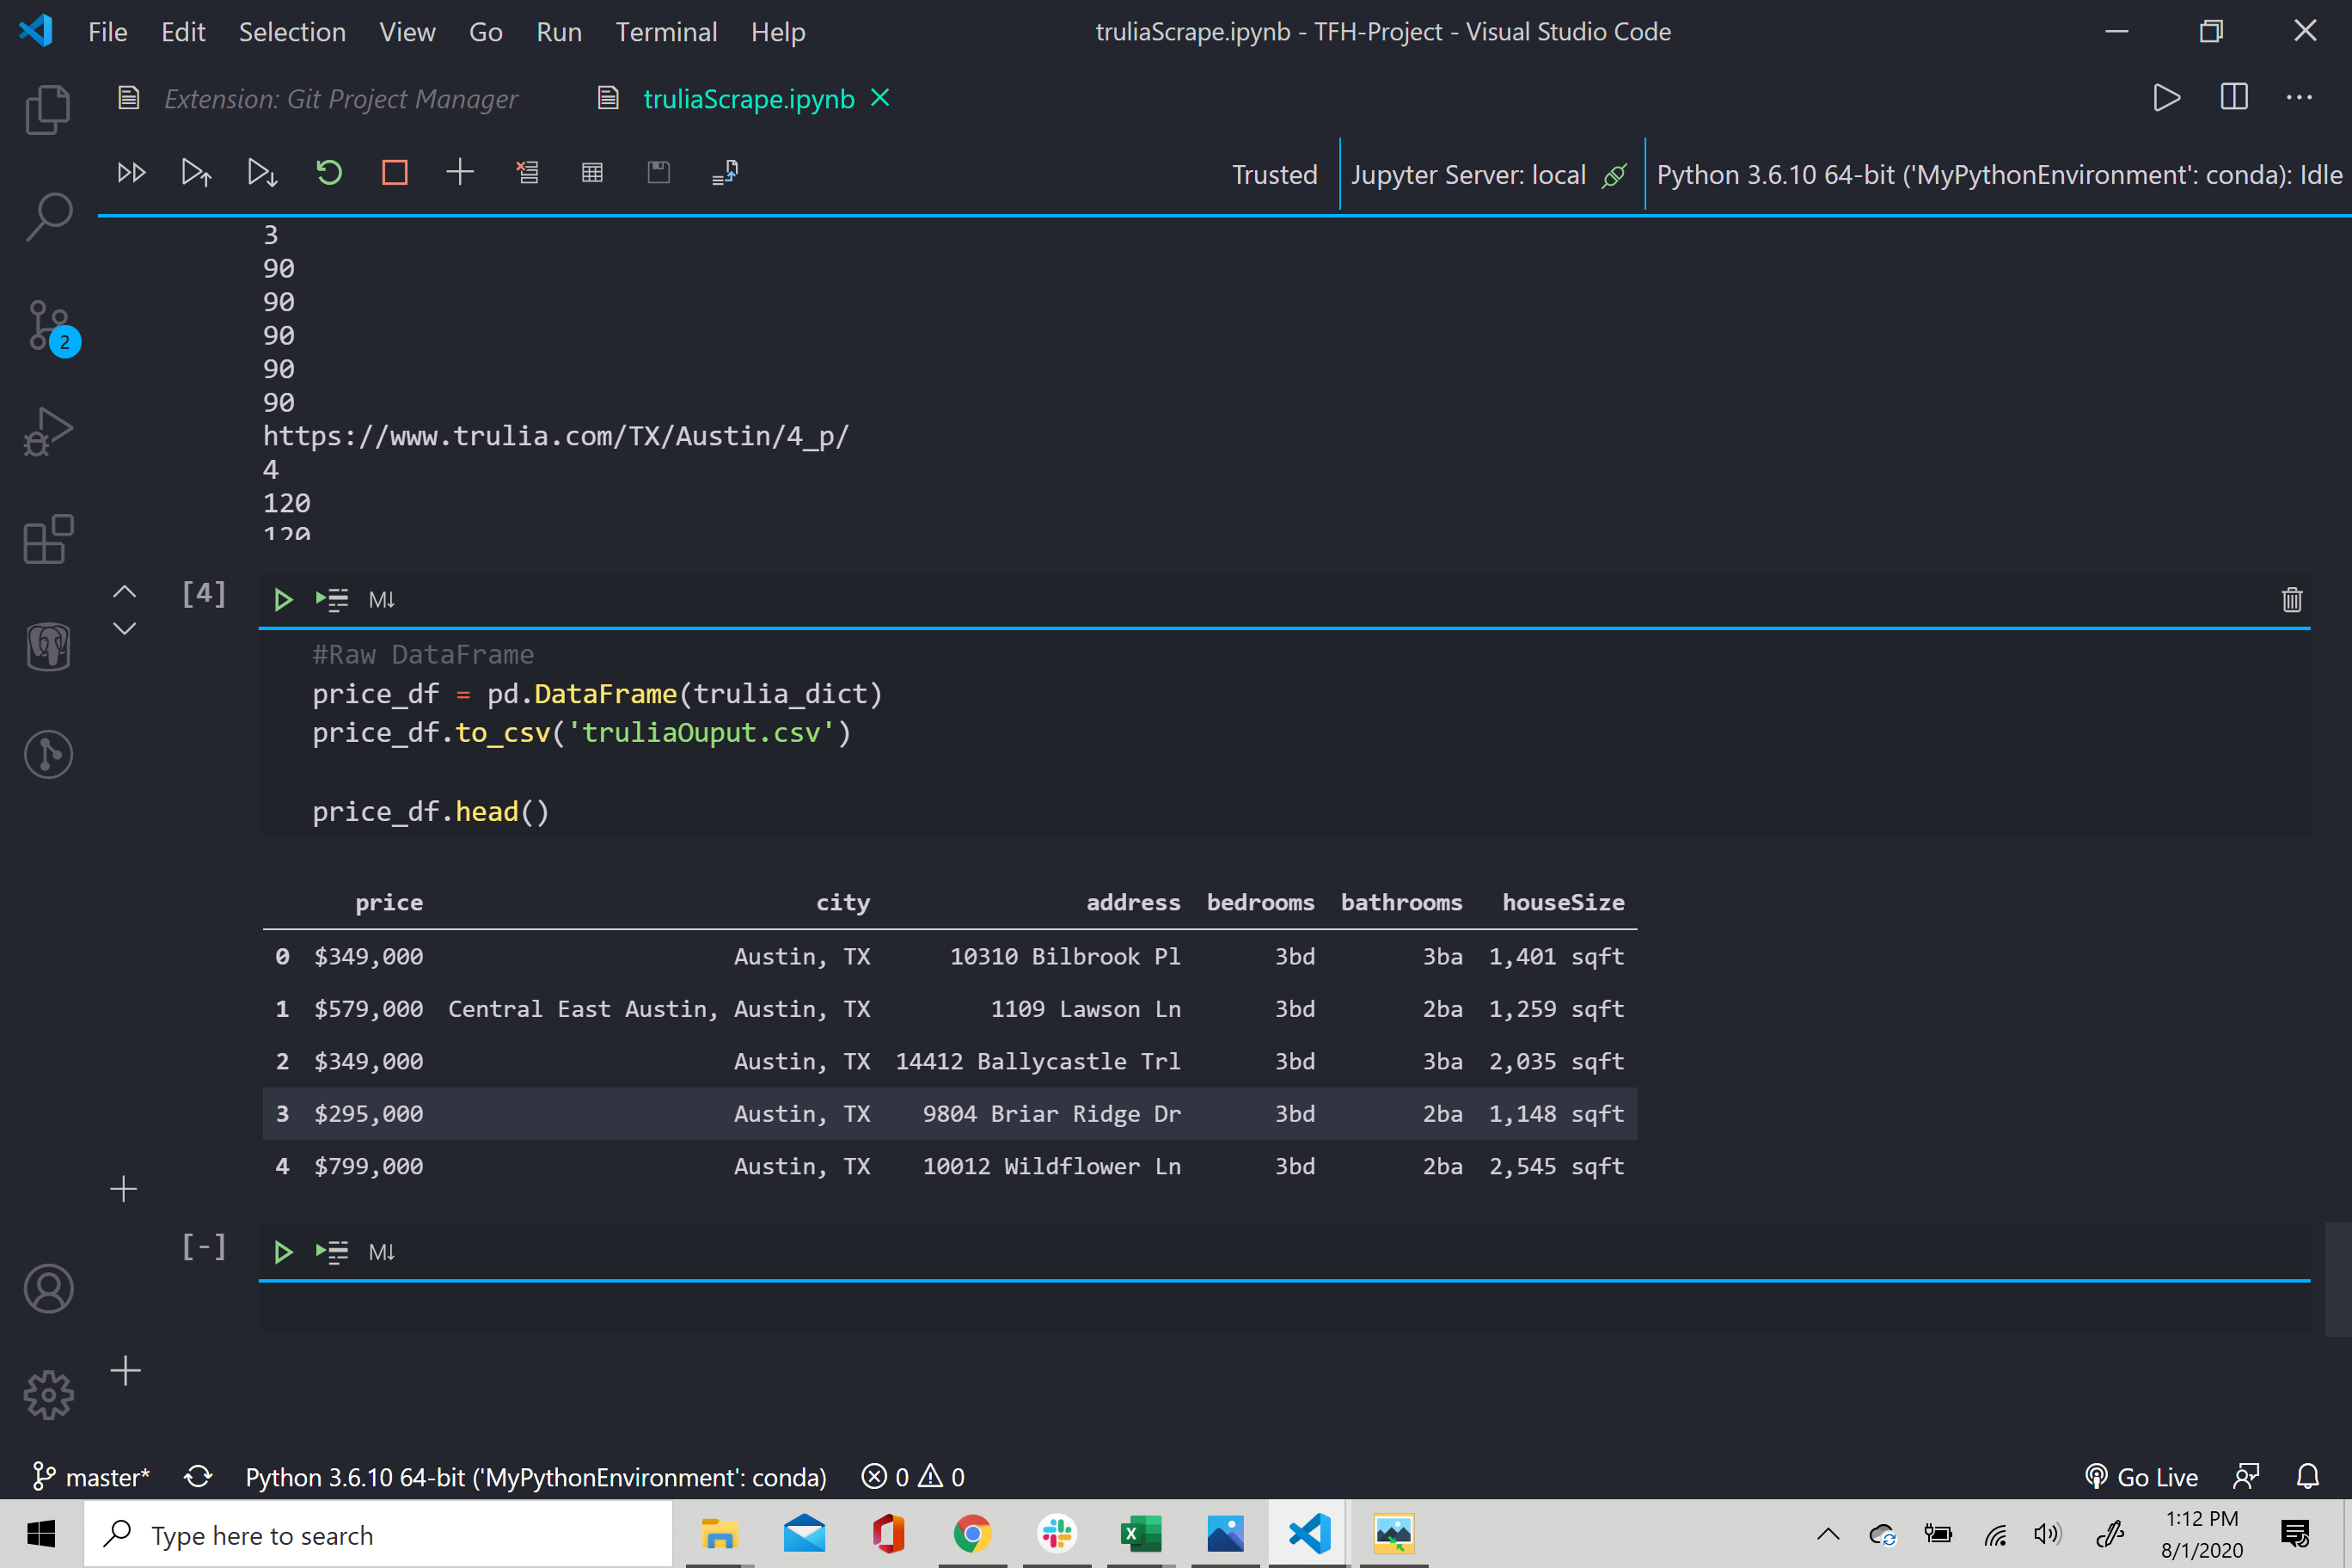 File Edit Selection View Go Run Terminal Help truliaScrape.ipynb - TFH-Project - Visual Studio Code
Extension: Git Project Manager truliaScrape.ipynb
Trusted Jupyter Server: local Python 3.6.10 64-bit ('MyPythonEnvironment': conda): Idle
3
90
90
90
90
90
https://www.trulia.com/TX/Austin/4_p/
4
120
120
2
[4] M↓
#Raw DataFrame
price_df = pd.DataFrame(trulia_dict)
price_df.to_csv('truliaOuput.csv')
price_df.head()
price city address bedrooms bathrooms houseSize
0 $349,000 Austin, TX 10310 Bilbrook Pl 3bd 3ba 1,401 sqft
1 $579,000 Central East Austin, Austin, TX 1109 Lawson Ln 3bd 2ba 1,259 sqft
2 $349,000 Austin, TX 14412 Ballycastle Trl 3bd 3ba 2,035 sqft
3 $295,000 Austin, TX 9804 Briar Ridge Dr 3bd 2ba 1,148 sqft
4 $799,000 Austin, TX 10012 Wildflower Ln 3bd 2ba 2,545 sqft
[-] M↓
master* Python 3.6.10 64-bit ('MyPythonEnvironment': conda) 0 0 Go Live
Type here to search
1:12 PM
8/1/2020